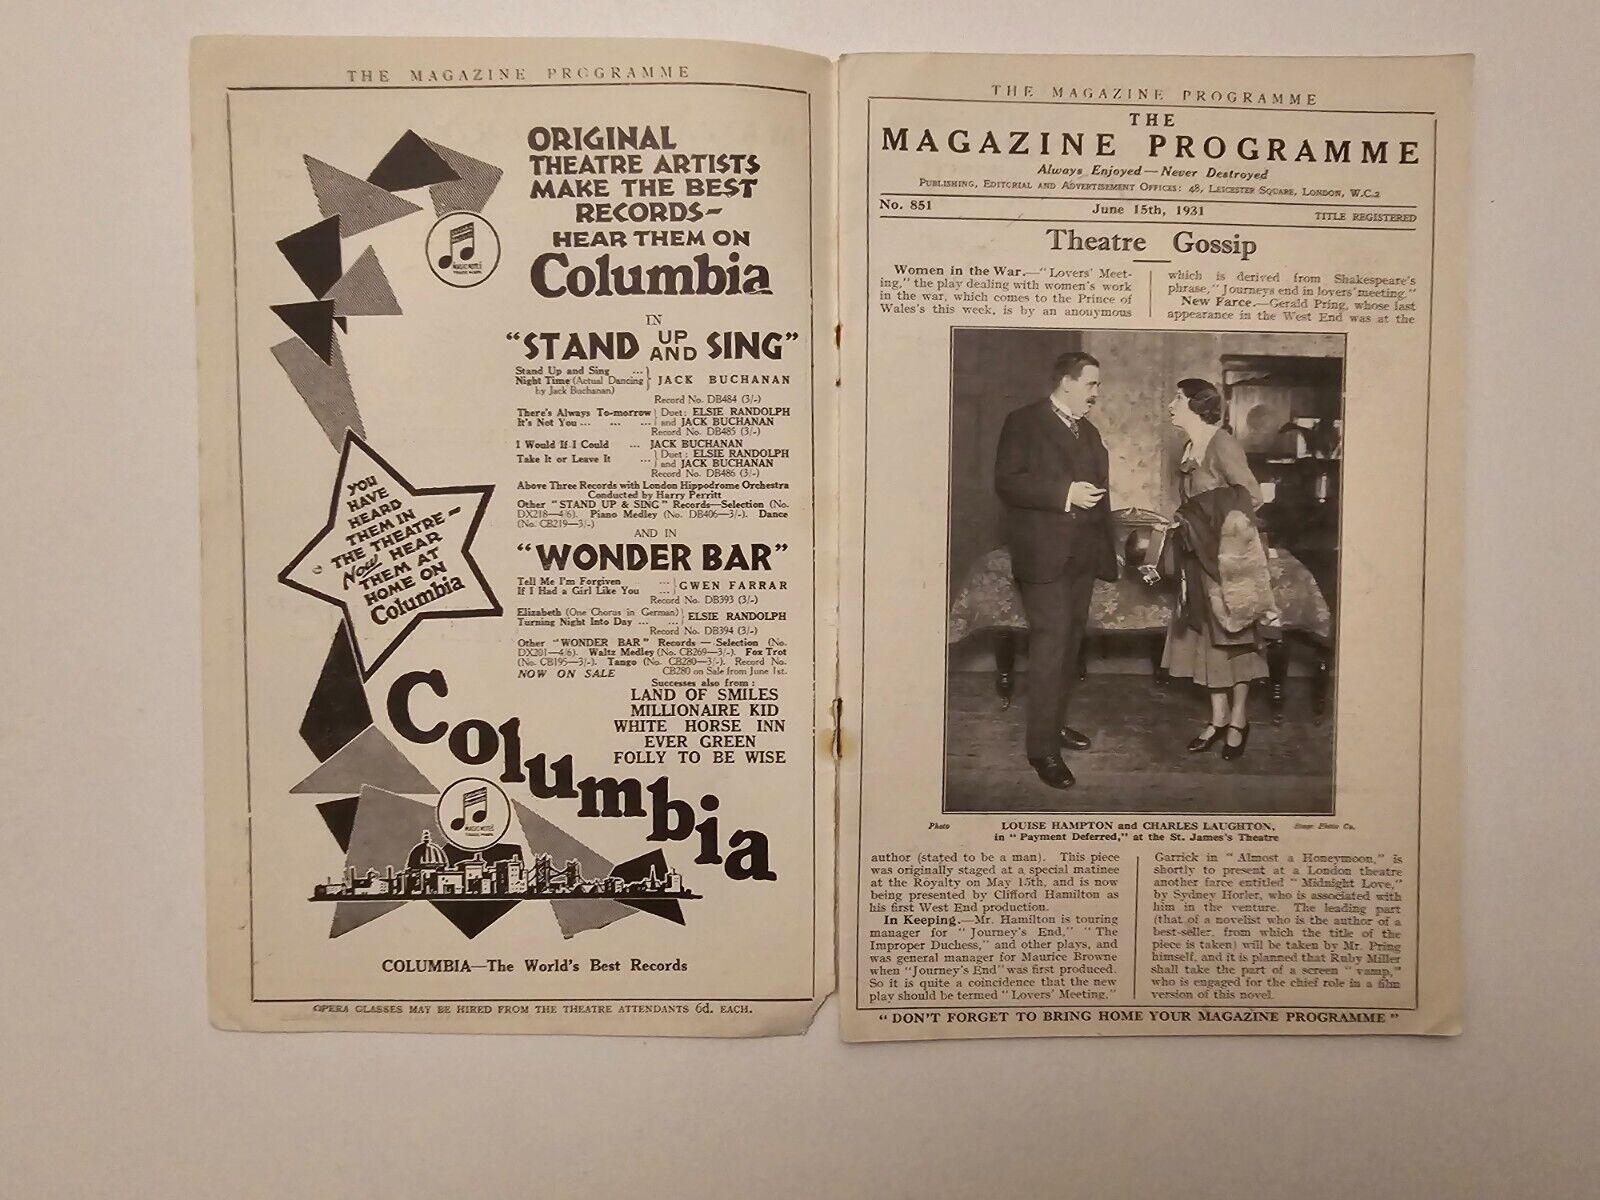 THE MAGAZINE PROGRAMME
ORIGINAL
THEATRE ARTISTS
MAKE THE BEST
RECORDS-
HEAR THEM ON
Columbia
MAGIC NOTES
TRADE MARK
IN
"STAND UP AND SING"
Stand Up and Sing ...
Night Time (Actual Dancing } JACK BUCHANAN
by Jack Buchanan)
Record No. DB484 (3/-)
There's Always To-morrow } Duet: ELSIE RANDOLPH
It's Not You ... ... ... } and JACK BUCHANAN
Record No. DB485 (3/-)
I Would If I Could ... JACK BUCHANAN
Take It or Leave It ... } Duet: ELSIE RANDOLPH
and JACK BUCHANAN
Record No. DB486 (3/-)
Above Three Records with London Hippodrome Orchestra
Conducted by Harry Perritt
Other "STAND UP & SING" Records—Selection (No.
DX218—4/6). Piano Medley (No. DB406—3/-). Dance
(No. CB219—3/-)
AND IN
"WONDER BAR"
Tell Me I'm Forgiven ... }
If I Had a Girl Like You ... } GWEN FARRAR
Record No. DB393 (3/-)
Elizabeth (One Chorus in German) }
Turning Night Into Day ... ... } ELSIE RANDOLPH
Record No. DB394 (3/-)
Other "WONDER BAR" Records — Selection (No.
DX201—4/6). Waltz Medley (No. CB269—3/-). Fox Trot
(No. CB195—3/-). Tango (No. CB280—3/-). Record No.
CB280 on Sale from June 1st.
NOW ON SALE
Successes also from:
LAND OF SMILES
MILLIONAIRE KID
WHITE HORSE INN
EVER GREEN
FOLLY TO BE WISE
YOU
HAVE
HEARD
THEM IN
THE THEATRE-
NOW HEAR
THEM AT
HOME ON
Columbia
Columbia
MAGIC NOTES
TRADE MARK
COLUMBIA—The World's Best Records
OPERA GLASSES MAY BE HIRED FROM THE THEATRE ATTENDANTS 6d. EACH.
THE MAGAZINE PROGRAMME
THE
MAGAZINE PROGRAMME
Always Enjoyed—Never Destroyed
PUBLISHING, EDITORIAL AND ADVERTISEMENT OFFICES: 48, LEICESTER SQUARE, LONDON, W.C.2
No. 851 June 15th, 1931 TITLE REGISTERED
Theatre Gossip
Women in the War.—"Lovers' Meet-
ing," the play dealing with women's work
in the war, which comes to the Prince of
Wales's this week, is by an anonymous
which is derived from Shakespeare's
phrase, "Journeys end in lovers' meeting."
New Farce.—Gerald Pring, whose last
appearance in the West End was at the
Photo LOUISE HAMPTON and CHARLES LAUGHTON, Stage Photo Co.
in "Payment Deferred," at the St. James's Theatre
author (stated to be a man). This piece
was originally staged at a special matinee
at the Royalty on May 15th, and is now
being presented by Clifford Hamilton as
his first West End production.
In Keeping.—Mr. Hamilton is touring
manager for "Journey's End," "The
Improper Duchess," and other plays, and
was general manager for Maurice Browne
when "Journey's End" was first produced.
So it is quite a coincidence that the new
play should be termed "Lovers' Meeting,"
Garrick in "Almost a Honeymoon," is
shortly to present at a London theatre
another farce entitled "Midnight Love,"
by Sydney Horler, who is associated with
him in the venture. The leading part
(that of a novelist who is the author of a
best-seller, from which the title of the
piece is taken) will be taken by Mr. Pring
himself, and it is planned that Ruby Miller
shall take the part of a screen "vamp,"
who is engaged for the chief role in a film
version of this novel.
"DON'T FORGET TO BRING HOME YOUR MAGAZINE PROGRAMME"